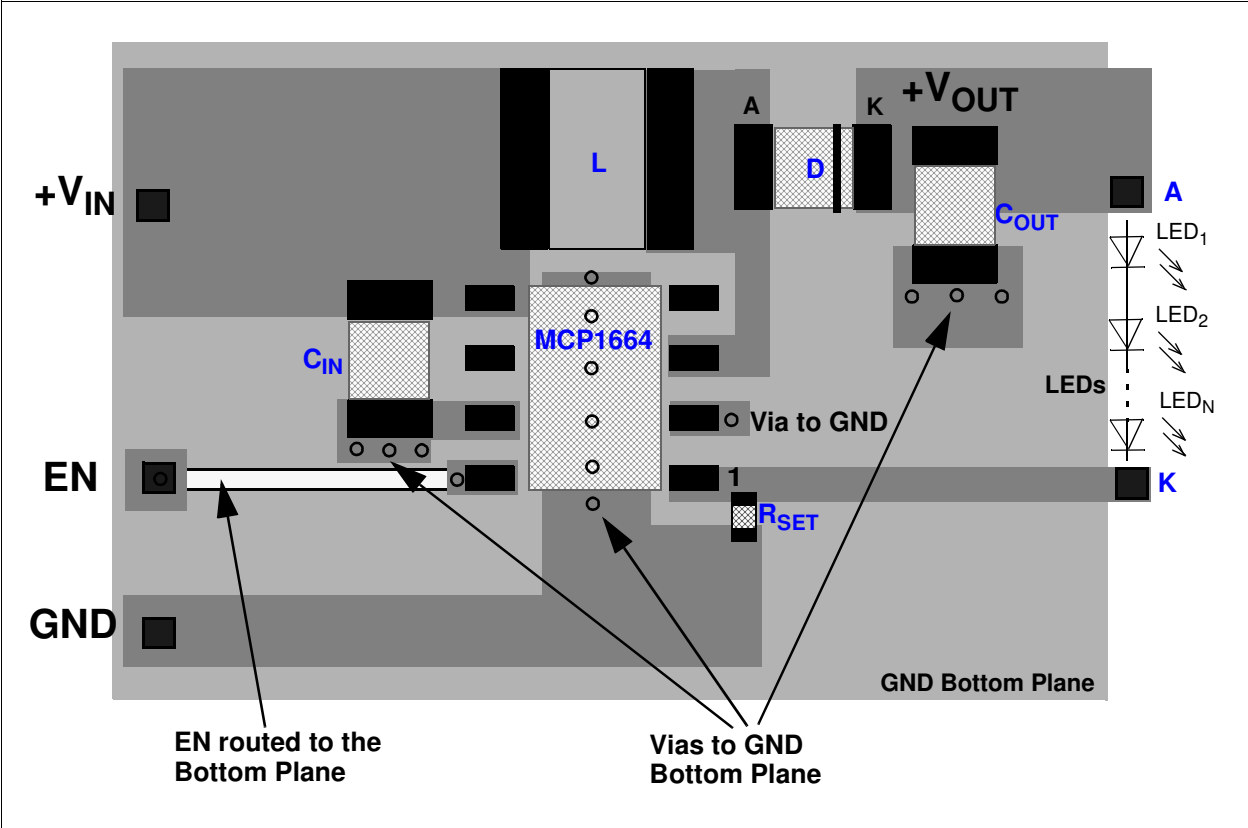 +VOUT
A
K
L
D
+VIN
A
COUT
LED1
MCP1664
LED2
CIN
LEDs
LEDN
Via to GND
EN
1
K
RSET
GND
GND Bottom Plane
EN routed to the
Bottom Plane
Vias to GND
Bottom Plane